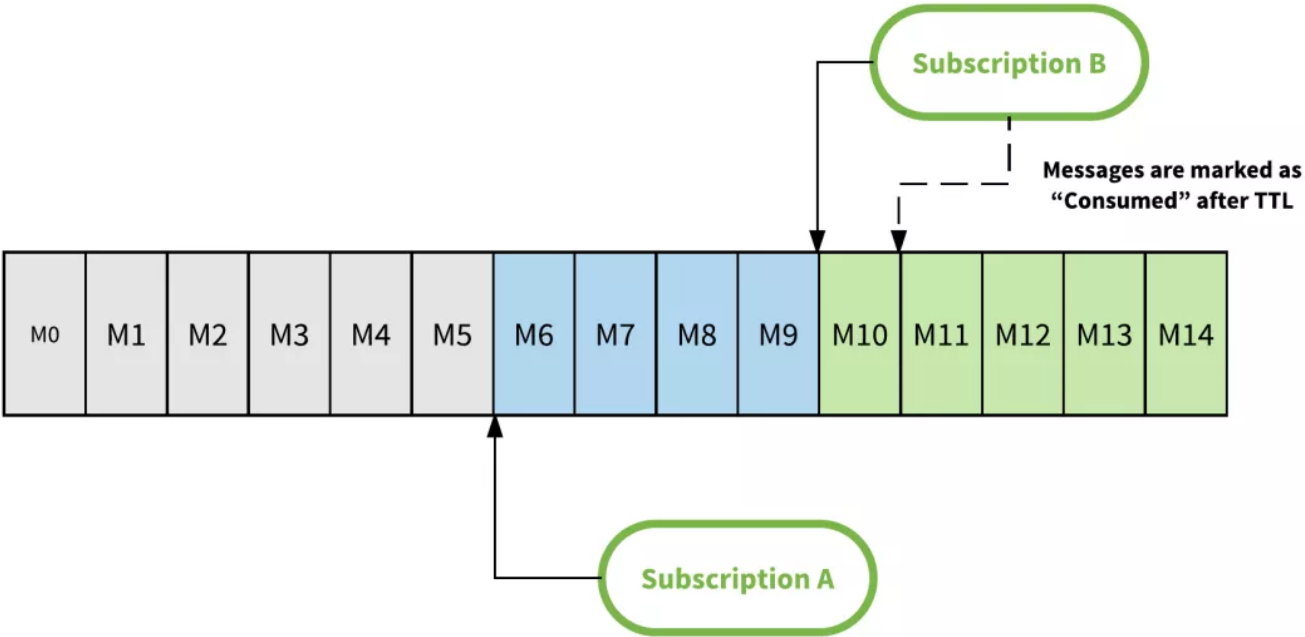 Subscription B
Messages are marked as
“Consumed” after TTL
M0 M1 M2 M3 M4 M5 M6 M7 M8 M9 M10 M11 M12 M13 M14
Subscription A